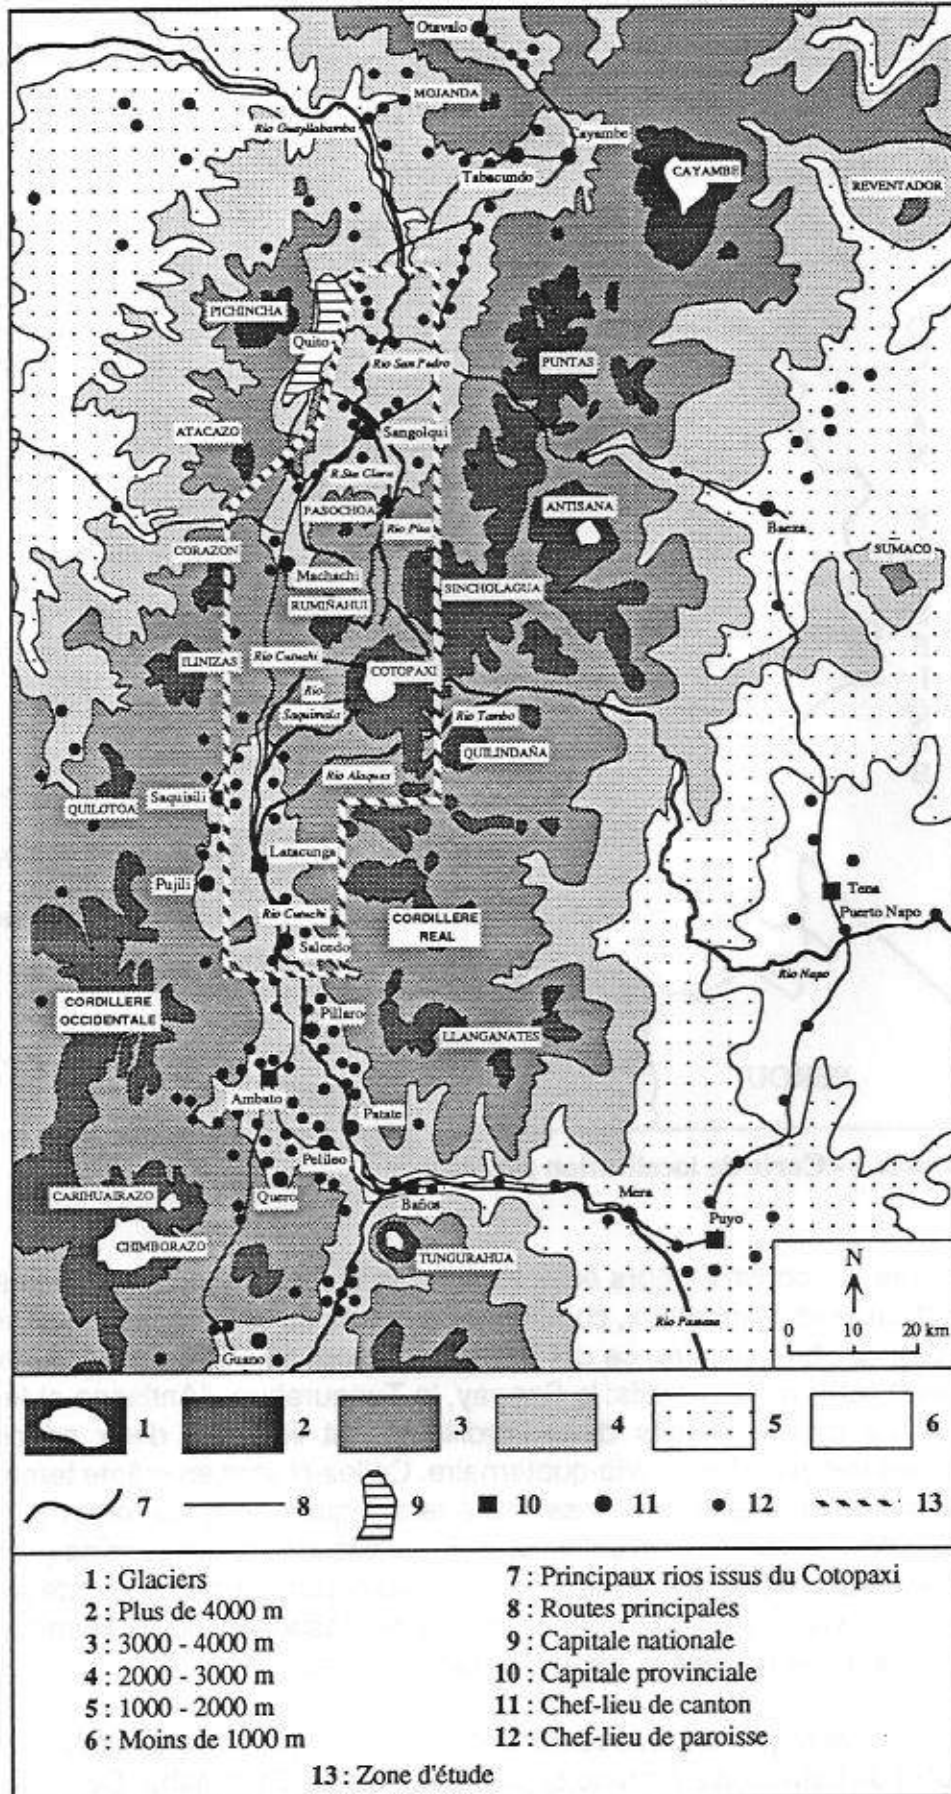 Otavalo
MOJANDA
Rio Guayllabamba
Cayambe
Tabacundo
CAYAMBE
REVENTADOR
PICHINCHA
Quito
Rio San Pedro
PUNTAS
ATACAZO
Sangolqui
R. Sta Clara
PASOCHOA
ANTISANA
Rio Pita
Baeza
CORAZON
SUMACO
Machachi
SINCHOLAGUA
RUMIÑAHUI
ILINIZAS
Rio Cutuchi
COTOPAXI
Rio
Saquimala
Rio Tambo
QUILINDAÑA
Rio Alaques
QUILOTOA
Saquisili
Latacunga
Pujili
Tena
Rio Cutuchi
CORDILLERE
REAL
Puerto Napo
Salcedo
Rio Napo
CORDILLERE
OCCIDENTALE
Pillaro
LLANGANATES
Ambato
Patate
Pelileo
CARIHUAIRAZO
Quero
Baños
Mera
Puyo
CHIMBORAZO
TUNGURAHUA
N
Rio Pastaza
0 10 20 km
Guano
1 2 3 4 5 6
7 8 9 10 11 12 13
1 : Glaciers
2 : Plus de 4000 m
3 : 3000 - 4000 m
4 : 2000 - 3000 m
5 : 1000 - 2000 m
6 : Moins de 1000 m
7 : Principaux rios issus du Cotopaxi
8 : Routes principales
9 : Capitale nationale
10 : Capitale provinciale
11 : Chef-lieu de canton
12 : Chef-lieu de paroisse
13 : Zone d'étude